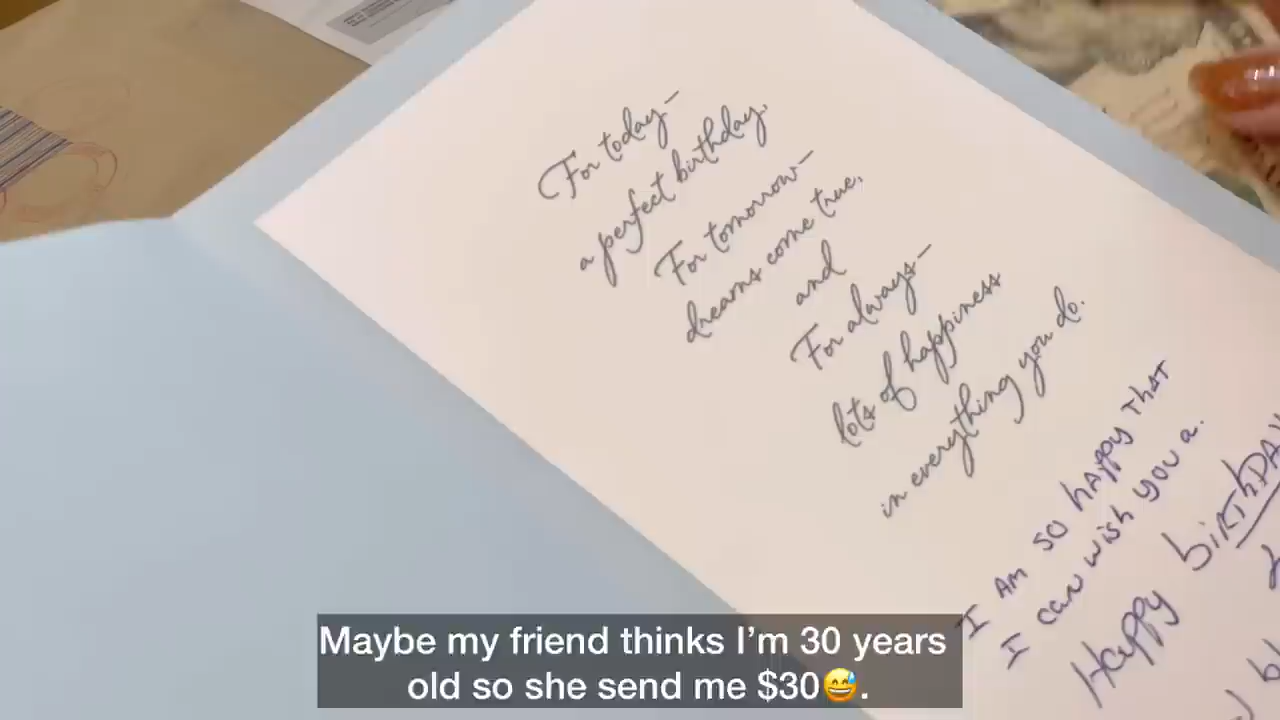 For today—
a perfect birthday,
For tomorrow—
dreams come true,
and
For always—
lots of happiness
in everything you do.
I AM so hAppy ThAT
I can wish you a.
Happy biRThDAy
Maybe my friend thinks I’m 30 years
old so she send me $30😅.